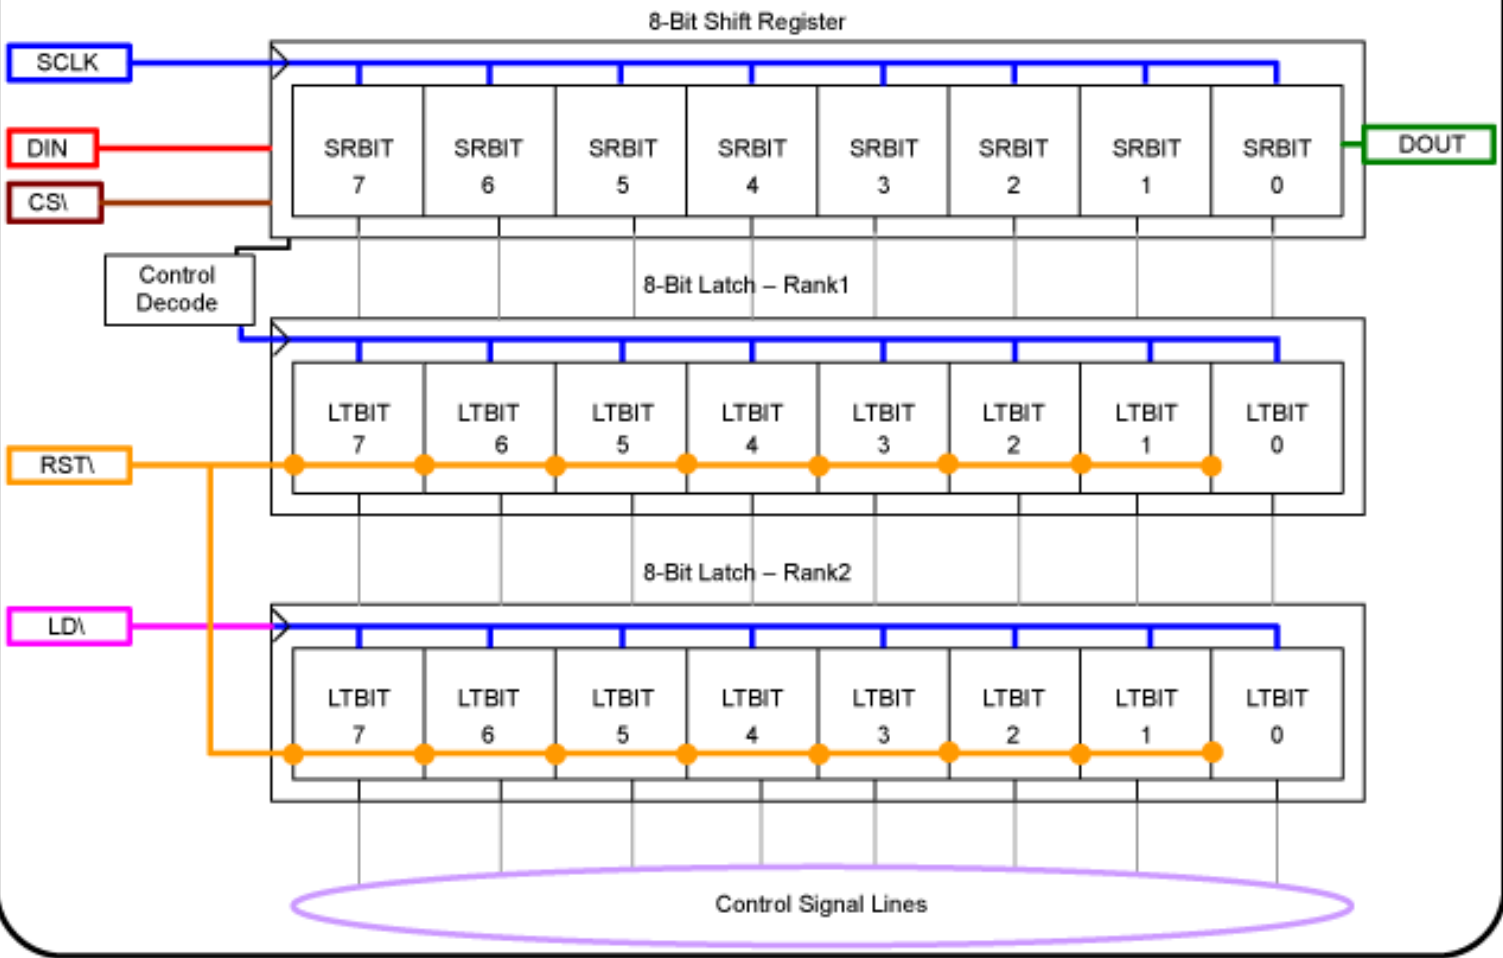 8-Bit Shift Register
SCLK
DIN
CS\
SRBIT SRBIT SRBIT SRBIT SRBIT SRBIT SRBIT SRBIT
7 6 5 4 3 2 1 0
DOUT
Control
Decode
8-Bit Latch – Rank1
LTBIT LTBIT LTBIT LTBIT LTBIT LTBIT LTBIT LTBIT
7 6 5 4 3 2 1 0
RST\
8-Bit Latch – Rank2
LD\
LTBIT LTBIT LTBIT LTBIT LTBIT LTBIT LTBIT LTBIT
7 6 5 4 3 2 1 0
Control Signal Lines